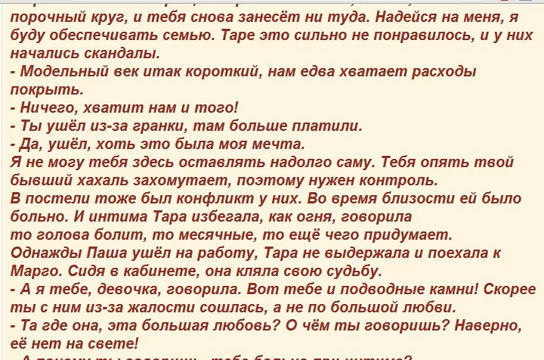 порочный круг, и тебя снова занесёт ни туда. Надейся на меня, я
буду обеспечивать семью. Таре это сильно не понравилось, и у них
начались скандалы.
- Модельный век итак короткий, нам едва хватает расходы
покрыть.
- Ничего, хватит нам и того!
- Ты ушёл из-за гранки, там больше платили.
- Да, ушёл, хоть это была моя мечта.
Я не могу тебя здесь оставлять надолго саму. Тебя опять твой
бывший хахаль захомутает, поэтому нужен контроль.
В постели тоже был конфликт у них. Во время близости ей было
больно. И интима Тара избегала, как огня, говорила
то голова болит, то месячные, то ещё чего придумает.
Однажды Паша ушёл на работу, Тара не выдержала и поехала к
Марго. Сидя в кабинете, она кляла свою судьбу.
- А я тебе, девочка, говорила. Вот тебе и подводные камни! Скорее
ты с ним из-за жалости сошлась, а не по большой любви.
- Та где она, эта большая любовь? О чём ты говоришь? Наверно,
её нет на свете!